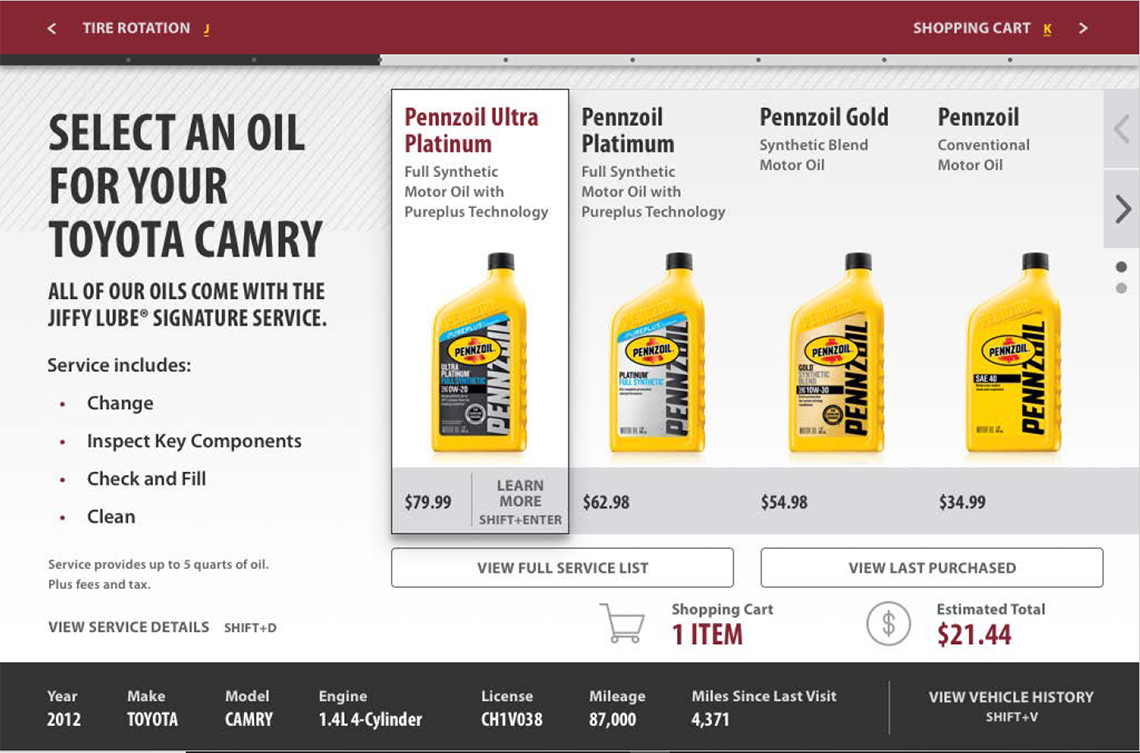 TIRE ROTATION J
SHOPPING CART K
SELECT AN OIL
FOR YOUR
TOYOTA CAMRY
ALL OF OUR OILS COME WITH THE
JIFFY LUBE® SIGNATURE SERVICE.
Service includes:
• Change
• Inspect Key Components
• Check and Fill
• Clean
Service provides up to 5 quarts of oil.
Plus fees and tax.
VIEW SERVICE DETAILS SHIFT+D
Pennzoil Ultra
Platinum
Full Synthetic
Motor Oil with
Pureplus Technology
PUREPLUS
PENNZOIL
PENNZOIL
ULTRA
PLATINUM
FULL SYNTHETIC
SAE 0W-20
$79.99
LEARN
MORE
SHIFT+ENTER
Pennzoil
Platimum
Full Synthetic
Motor Oil with
Pureplus Technology
PUREPLUS
PENNZOIL
PENNZOIL
PLATINUM
FULL SYNTHETIC
$62.98
Pennzoil Gold
Synthetic Blend
Motor Oil
PENNZOIL
PENNZOIL
GOLD
SYNTHETIC
BLEND
SAE 10W-30
MOTOR OIL
$54.98
Pennzoil
Conventional
Motor Oil
PENNZOIL
PENNZOIL
SAE 40
MOTOR OIL
$34.99
VIEW FULL SERVICE LIST
VIEW LAST PURCHASED
Shopping Cart
1 ITEM
$
Estimated Total
$21.44
Year
2012
Make
TOYOTA
Model
CAMRY
Engine
1.4L 4-Cylinder
License
CH1V038
Mileage
87,000
Miles Since Last Visit
4,371
VIEW VEHICLE HISTORY
SHIFT+V